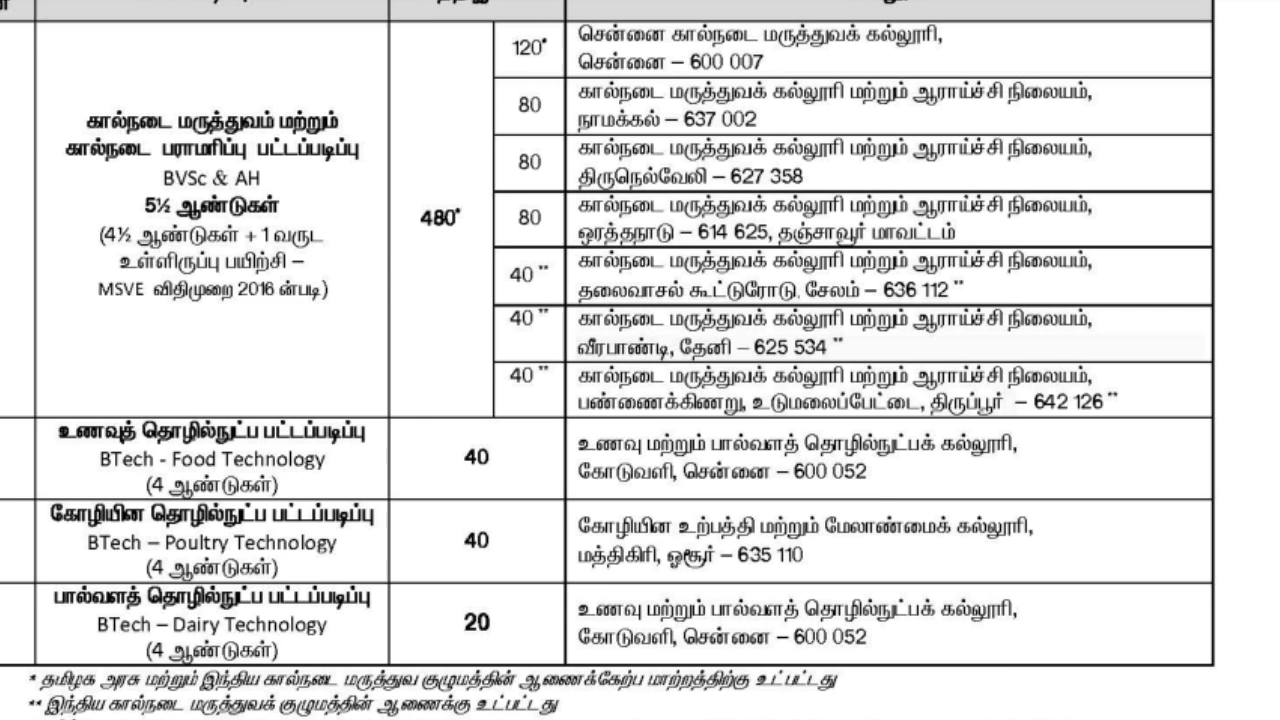 120*
சென்னை கால்நடை மருத்துவக் கல்லூரி,
சென்னை – 600 007
80
கால்நடை மருத்துவக் கல்லூரி மற்றும் ஆராய்ச்சி நிலையம்,
நாமக்கல் – 637 002
80
கால்நடை மருத்துவக் கல்லூரி மற்றும் ஆராய்ச்சி நிலையம்,
திருநெல்வேலி – 627 358
80
கால்நடை மருத்துவக் கல்லூரி மற்றும் ஆராய்ச்சி நிலையம்,
ஒரத்தநாடு – 614 625, தஞ்சாவூர் மாவட்டம்
40 **
கால்நடை மருத்துவக் கல்லூரி மற்றும் ஆராய்ச்சி நிலையம்,
தலைவாசல் கூட்டுரோடு, சேலம் – 636 112 **
40 **
கால்நடை மருத்துவக் கல்லூரி மற்றும் ஆராய்ச்சி நிலையம்,
வீரபாண்டி, தேனி – 625 534 **
40 **
கால்நடை மருத்துவக் கல்லூரி மற்றும் ஆராய்ச்சி நிலையம்,
பண்ணைக்கிணறு, உடுமலைப்பேட்டை, திருப்பூர் – 642 126 **
கால்நடை மருத்துவம் மற்றும்
கால்நடை பராமரிப்பு பட்டப்படிப்பு
BVSc & AH
5½ ஆண்டுகள்
(4½ ஆண்டுகள் + 1 வருட
உள்ளிருப்பு பயிற்சி –
MSVE விதிமுறை 2016 ன்படி)
480*
உணவுத் தொழில்நுட்ப பட்டப்படிப்பு
BTech - Food Technology
(4 ஆண்டுகள்)
40
உணவு மற்றும் பால்வளத் தொழில்நுட்பக் கல்லூரி,
கோடுவளி, சென்னை – 600 052
கோழியின தொழில்நுட்ப பட்டப்படிப்பு
BTech – Poultry Technology
(4 ஆண்டுகள்)
40
கோழியின உற்பத்தி மற்றும் மேலாண்மைக் கல்லூரி,
மத்திகிரி, ஓசூர் – 635 110
பால்வளத் தொழில்நுட்ப பட்டப்படிப்பு
BTech – Dairy Technology
(4 ஆண்டுகள்)
20
உணவு மற்றும் பால்வளத் தொழில்நுட்பக் கல்லூரி,
கோடுவளி, சென்னை – 600 052
* தமிழக அரசு மற்றும் இந்திய கால்நடை மருத்துவ குழுமத்தின் ஆணைக்கேற்ப மாற்றத்திற்கு உட்பட்டது
** இந்திய கால்நடை மருத்துவக் குழுமத்தின் ஆணைக்கு உட்பட்டது